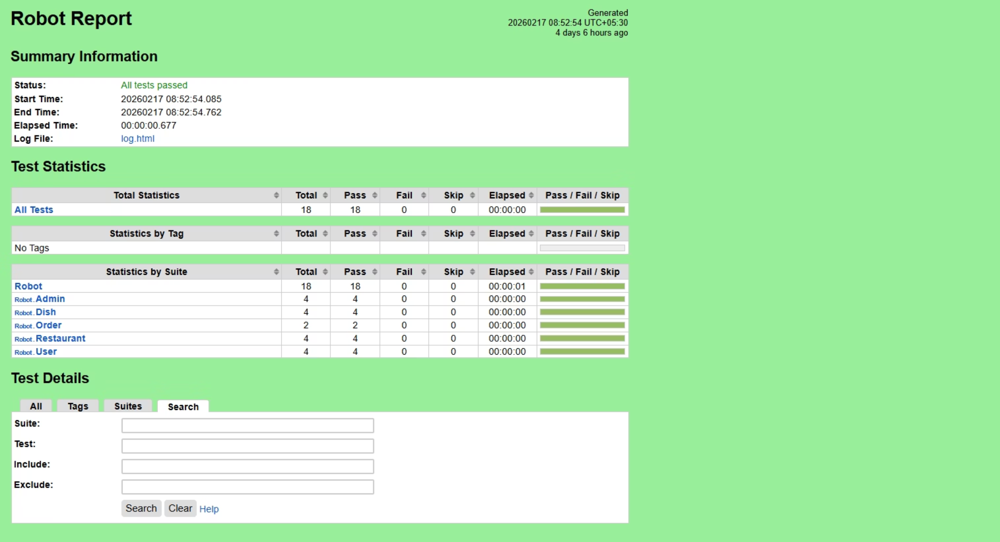 Robot Report
Generated
20260217 08:52:54 UTC+05:30
4 days 6 hours ago
Summary Information
Status: All tests passed
Start Time: 20260217 08:52:54.085
End Time: 20260217 08:52:54.762
Elapsed Time: 00:00:00.677
Log File: log.html
Test Statistics
Total Statistics Total Pass Fail Skip Elapsed Pass / Fail / Skip
All Tests 18 18 0 0 00:00:00
Statistics by Tag Total Pass Fail Skip Elapsed Pass / Fail / Skip
No Tags
Statistics by Suite Total Pass Fail Skip Elapsed Pass / Fail / Skip
Robot 18 18 0 0 00:00:01
Robot . Admin 4 4 0 0 00:00:00
Robot . Dish 4 4 0 0 00:00:00
Robot . Order 2 2 0 0 00:00:00
Robot . Restaurant 4 4 0 0 00:00:00
Robot . User 4 4 0 0 00:00:00
Test Details
All Tags Suites Search
Suite:
Test:
Include:
Exclude:
Search Clear Help